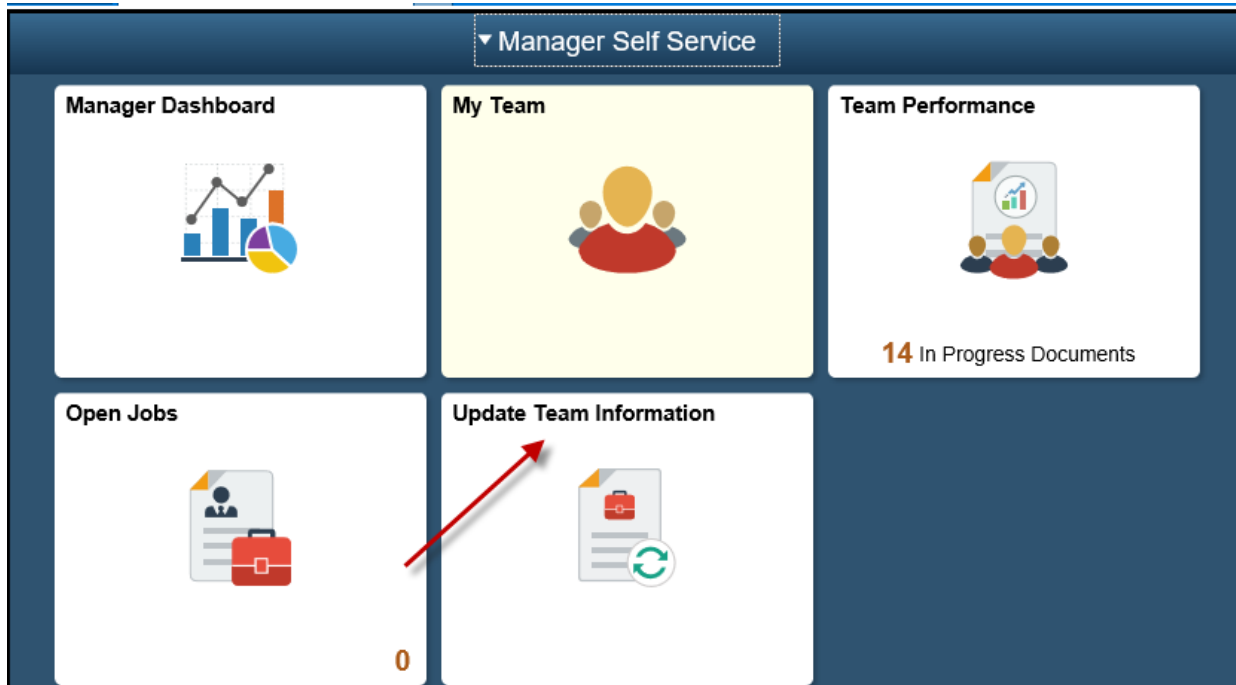 Manager Self Service
Manager Dashboard
My Team
Team Performance
14 In Progress Documents
Open Jobs
0
Update Team Information